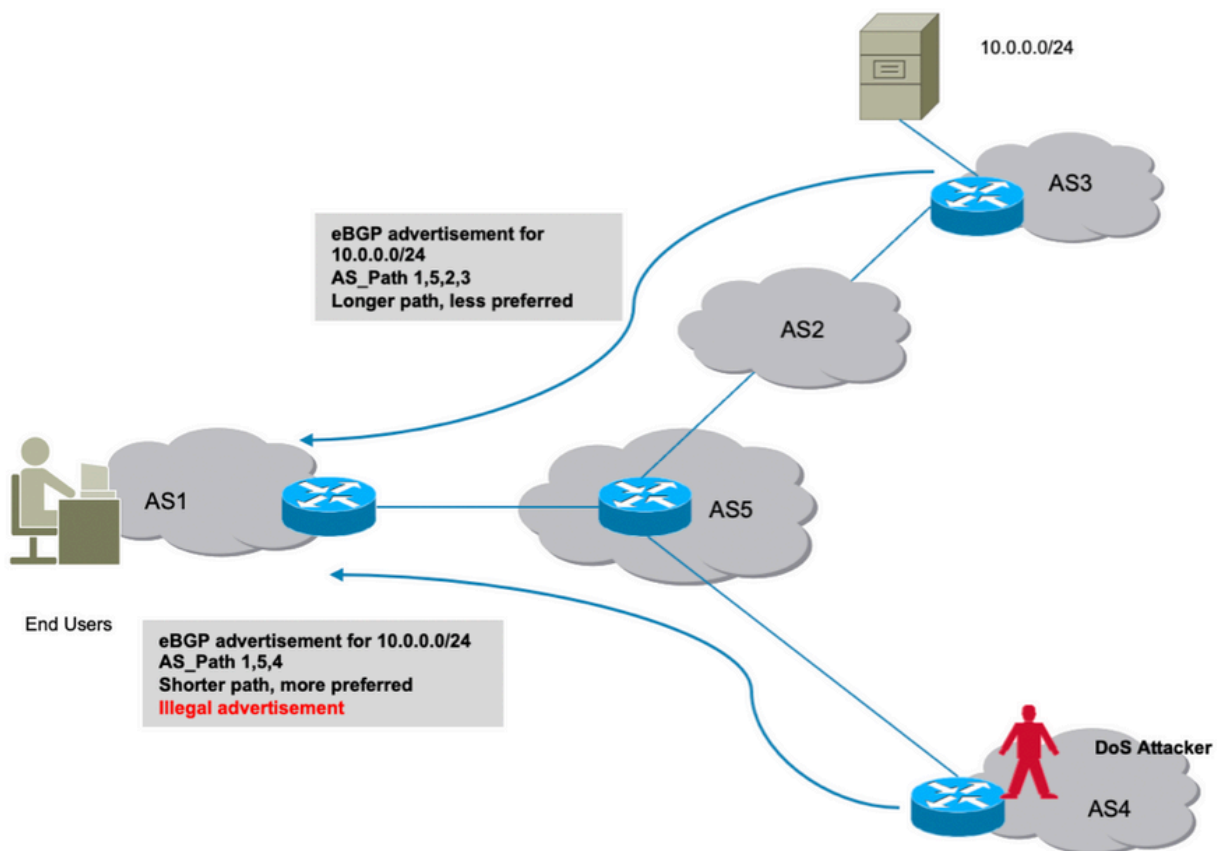 10.0.0.0/24
AS3
eBGP advertisement for
10.0.0.0/24
AS_Path 1,5,2,3
Longer path, less preferred
AS2
AS1
AS5
End Users
eBGP advertisement for 10.0.0.0/24
AS_Path 1,5,4
Shorter path, more preferred
Illegal advertisement
DoS Attacker
AS4